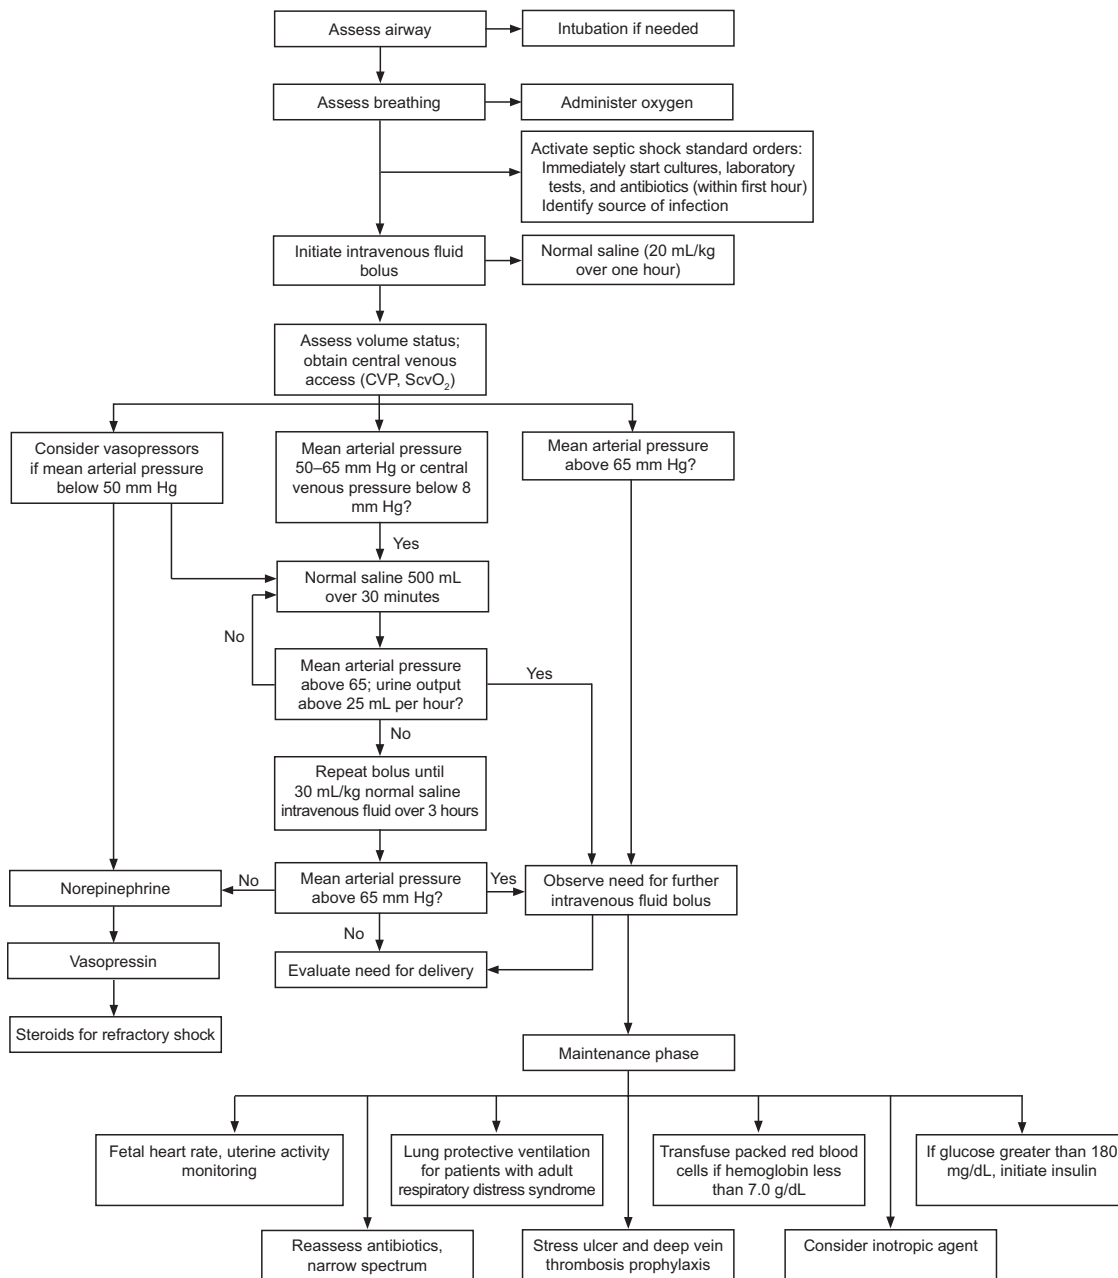 Assess airway
Intubation if needed
Assess breathing
Administer oxygen
Activate septic shock standard orders:
Immediately start cultures, laboratory
tests, and antibiotics (within first hour)
Identify source of infection
Initiate intravenous fluid
bolus
Normal saline (20 mL/kg
over one hour)
Assess volume status;
obtain central venous
access (CVP, ScvO₂)
Consider vasopressors
if mean arterial pressure
below 50 mm Hg
Mean arterial pressure
50–65 mm Hg or central
venous pressure below 8
mm Hg?
Mean arterial pressure
above 65 mm Hg?
Yes
Normal saline 500 mL
over 30 minutes
No
Mean arterial pressure
above 65; urine output
above 25 mL per hour?
Yes
No
Repeat bolus until
30 mL/kg normal saline
intravenous fluid over 3 hours
Norepinephrine
No
Mean arterial pressure
above 65 mm Hg?
Yes
Observe need for further
intravenous fluid bolus
No
Vasopressin
Evaluate need for delivery
Steroids for refractory shock
Maintenance phase
Fetal heart rate, uterine activity
monitoring
Lung protective ventilation
for patients with adult
respiratory distress syndrome
Transfuse packed red blood
cells if hemoglobin less
than 7.0 g/dL
If glucose greater than 180
mg/dL, initiate insulin
Reassess antibiotics,
narrow spectrum
Stress ulcer and deep vein
thrombosis prophylaxis
Consider inotropic agent